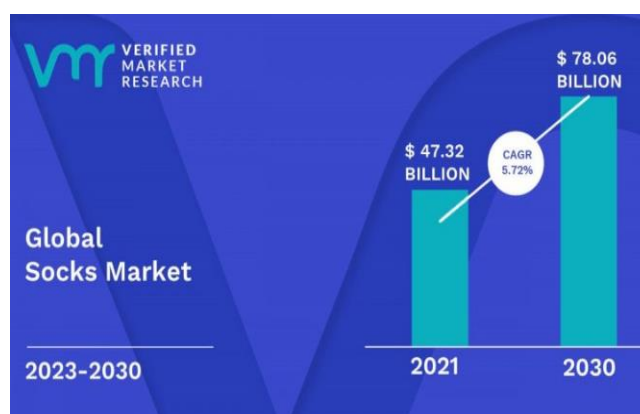 VMr
VERIFIED
MARKET
RESEARCH
Global
Socks Market
2023-2030
$ 47.32
BILLION
CAGR
5.72%
$ 78.06
BILLION
2021
2030